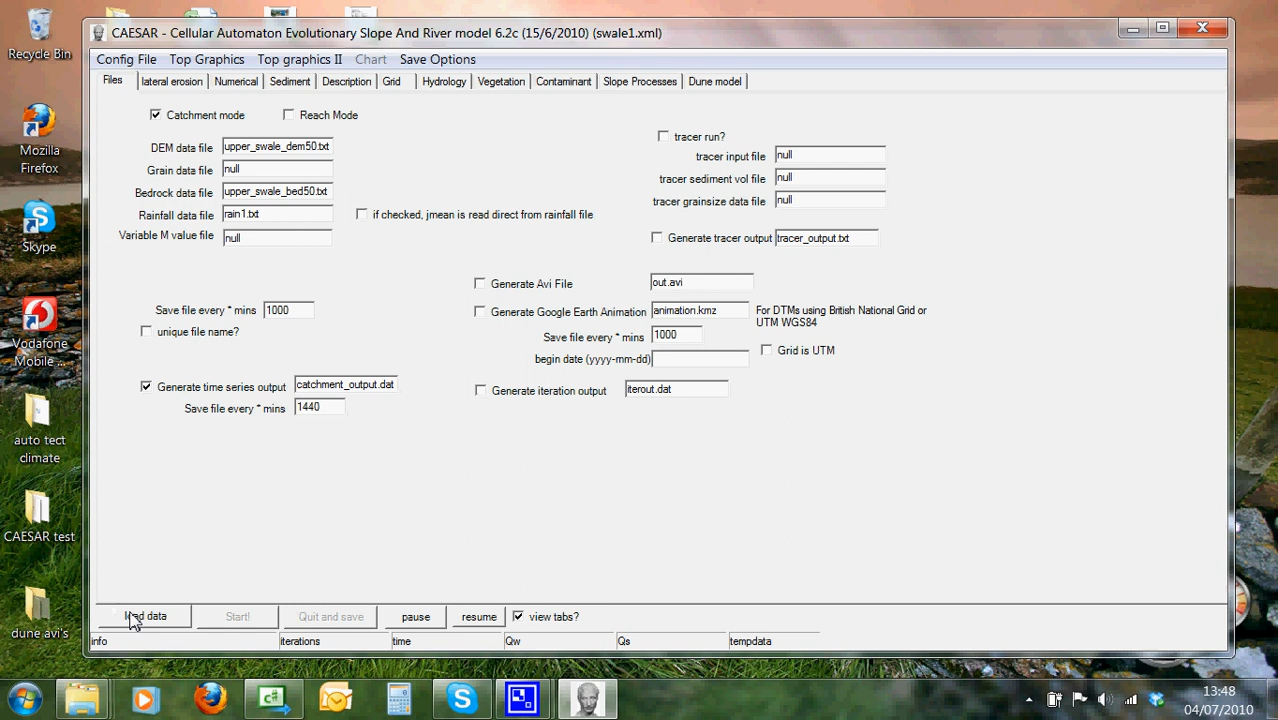 Recycle Bin
Mozilla
Firefox
Skype
Vodafone
Mobile ...
auto tect
climate
CAESAR test
dune avi's
CAESAR - Cellular Automaton Evolutionary Slope And River model 6.2c (15/6/2010) (swale1.xml)
Config File Top Graphics Top graphics II Chart Save Options
Files lateral erosion Numerical Sediment Description Grid Hydrology Vegetation Contaminant Slope Processes Dune model
Catchment mode Reach Mode
DEM data file upper_swale_dem50.txt
Grain data file null
Bedrock data file upper_swale_bed50.txt
Rainfall data file rain1.txt if checked, jmean is read direct from rainfall file
Variable M value file null
tracer run?
tracer input file null
tracer sediment vol file null
tracer grainsize data file null
Generate tracer output tracer_output.txt
Generate Avi File out.avi
Save file every * mins 1000
unique file name?
Generate Google Earth Animation animation.kmz For DTMs using British National Grid or
UTM WGS84
Save file every * mins 1000
begin date (yyyy-mm-dd) Grid is UTM
Generate time series output catchment_output.dat
Save file every * mins 1440
Generate iteration output iterout.dat
load data Start! Quit and save pause resume view tabs?
info iterations time Qw Qs tempdata
13:48
04/07/2010